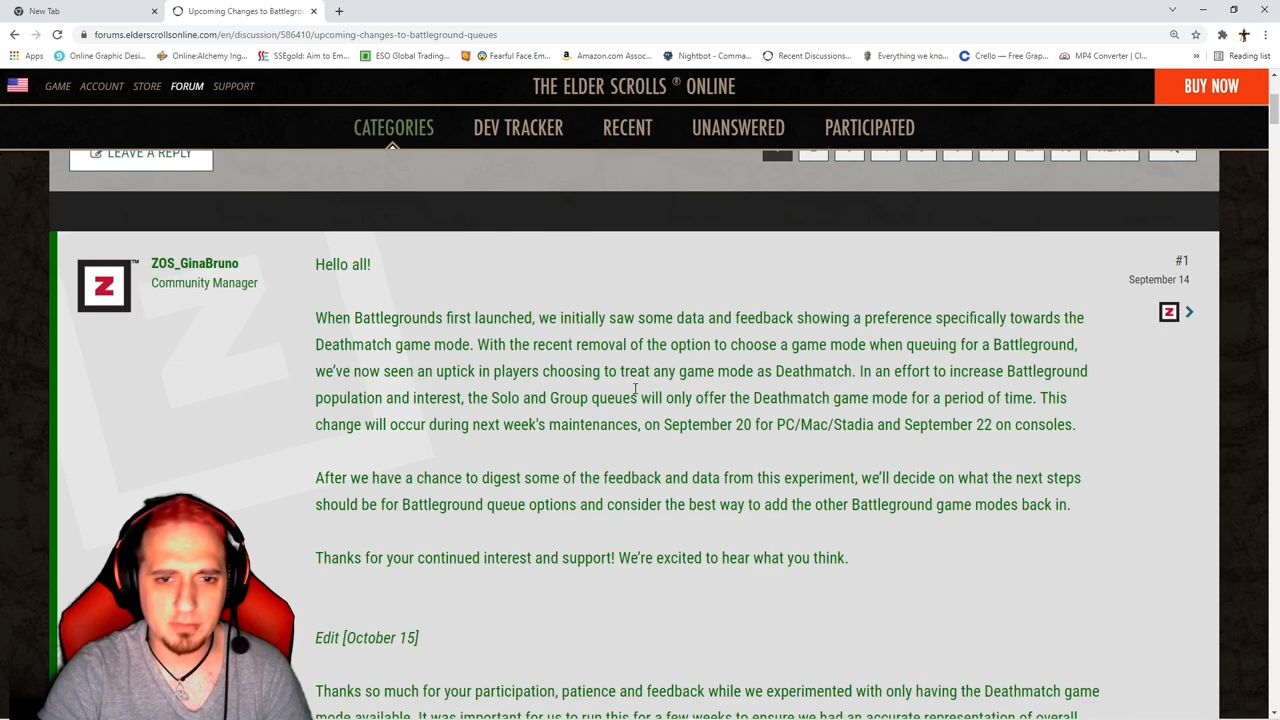 New Tab
Upcoming Changes to Battlegroun
forums.elderscrollsonline.com/en/discussion/586410/upcoming-changes-to-battleground-queues
Apps
Online Graphic Desi...
Online:Alchemy Ing...
SSEgold: Aim to Em...
ESO Global Trading...
Fearful Face Em...
Amazon.com Assoc...
Nightbot - Comma...
Recent Discussions...
Everything we kno...
Crello — Free Grap...
MP4 Converter | Cl...
»
Reading list
GAME ACCOUNT STORE FORUM SUPPORT
THE ELDER SCROLLS ® ONLINE
BUY NOW
CATEGORIES DEV TRACKER RECENT UNANSWERED PARTICIPATED
LEAVE A REPLY
ZOS_GinaBruno
Community Manager
Z
™
#1
September 14
Z
Hello all!
When Battlegrounds first launched, we initially saw some data and feedback showing a preference specifically towards the
Deathmatch game mode. With the recent removal of the option to choose a game mode when queuing for a Battleground,
we've now seen an uptick in players choosing to treat any game mode as Deathmatch. In an effort to increase Battleground
population and interest, the Solo and Group queues will only offer the Deathmatch game mode for a period of time. This
change will occur during next week's maintenances, on September 20 for PC/Mac/Stadia and September 22 on consoles.
After we have a chance to digest some of the feedback and data from this experiment, we'll decide on what the next steps
should be for Battleground queue options and consider the best way to add the other Battleground game modes back in.
Thanks for your continued interest and support! We're excited to hear what you think.
Edit [October 15]
Thanks so much for your participation, patience and feedback while we experimented with only having the Deathmatch game
mode available. It was important for us to run this for a few weeks to ensure we had an accurate representation of overall